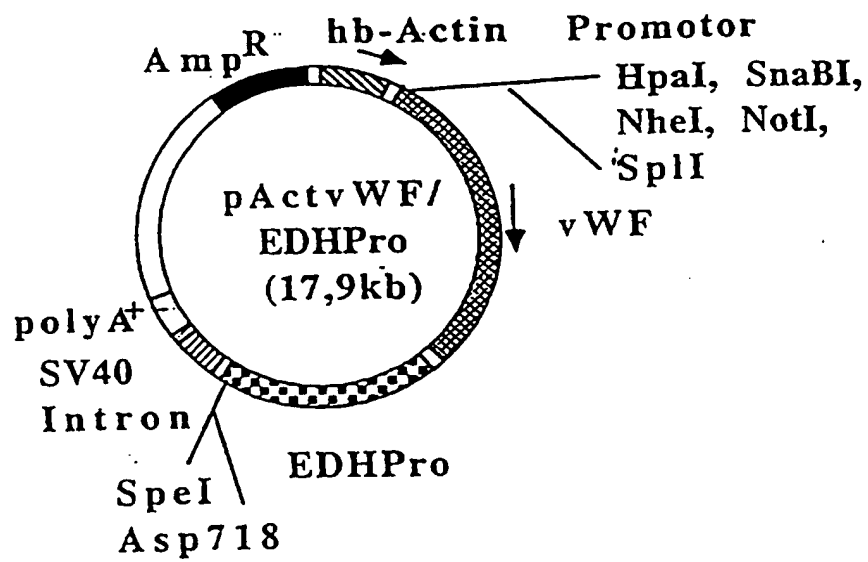 hb-Actin Promotor
AmpR
HpaI, SnaBI,
NheI, NotI,
SplI
pActvWF/
EDHPro
(17,9kb)
vWF
polyA+
SV40
Intron
EDHPro
SpeI
Asp718